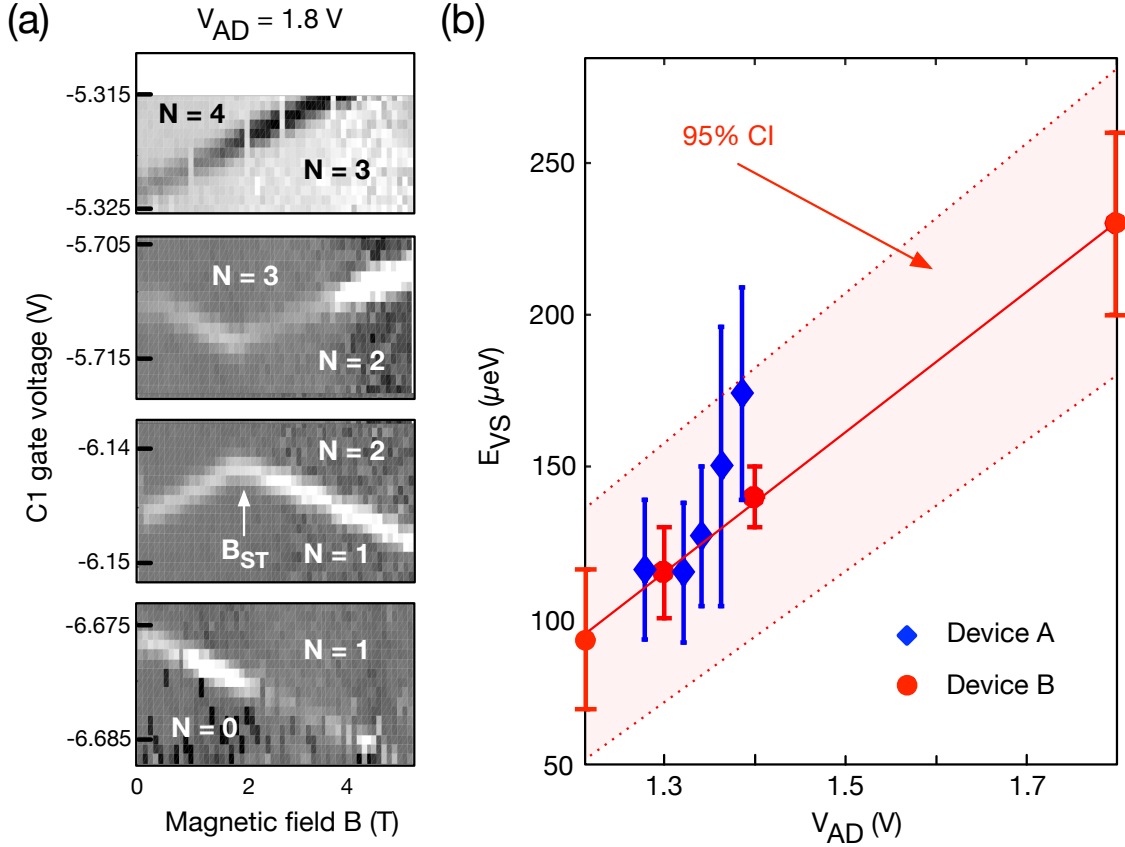 (a)
V_AD = 1.8 V
C1 gate voltage (V)
-5.315
N = 4
N = 3
-5.325
-5.705
N = 3
N = 2
-5.715
-6.14
N = 2
B_ST
N = 1
-6.15
-6.675
N = 1
N = 0
-6.685
0 2 4
Magnetic field B (T)
(b)
95% CI
E_VS (μeV)
250
200
150
100
50
Device A
Device B
1.3 1.5 1.7
V_AD (V)